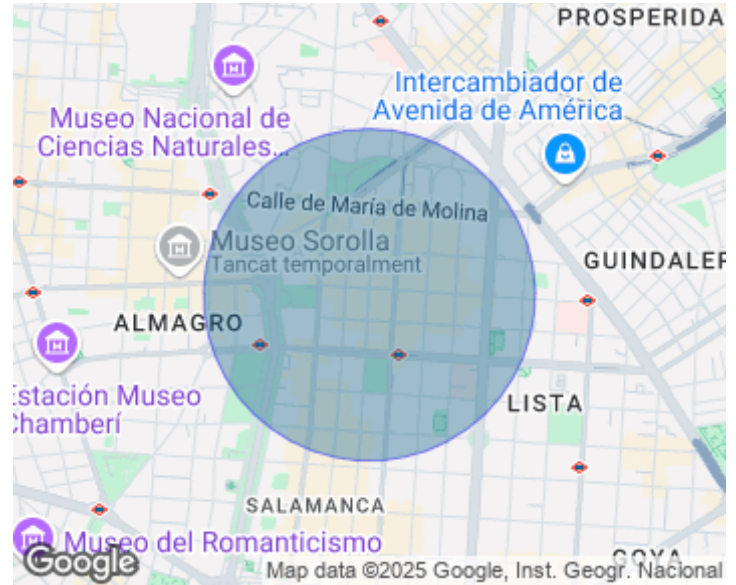 PROSPERIDA
Intercambiador de
Avenida de América
Museo Nacional de
Ciencias Naturales...
Calle de María de Molina
Museo Sorolla
Tancat temporalment
GUINDALER
ALMAGRO
Estación Museo
Chamberí
LISTA
SALAMANCA
Museo del Romanticismo
GOYA
Google
Map data ©2025 Google, Inst. Geogr. Nacional